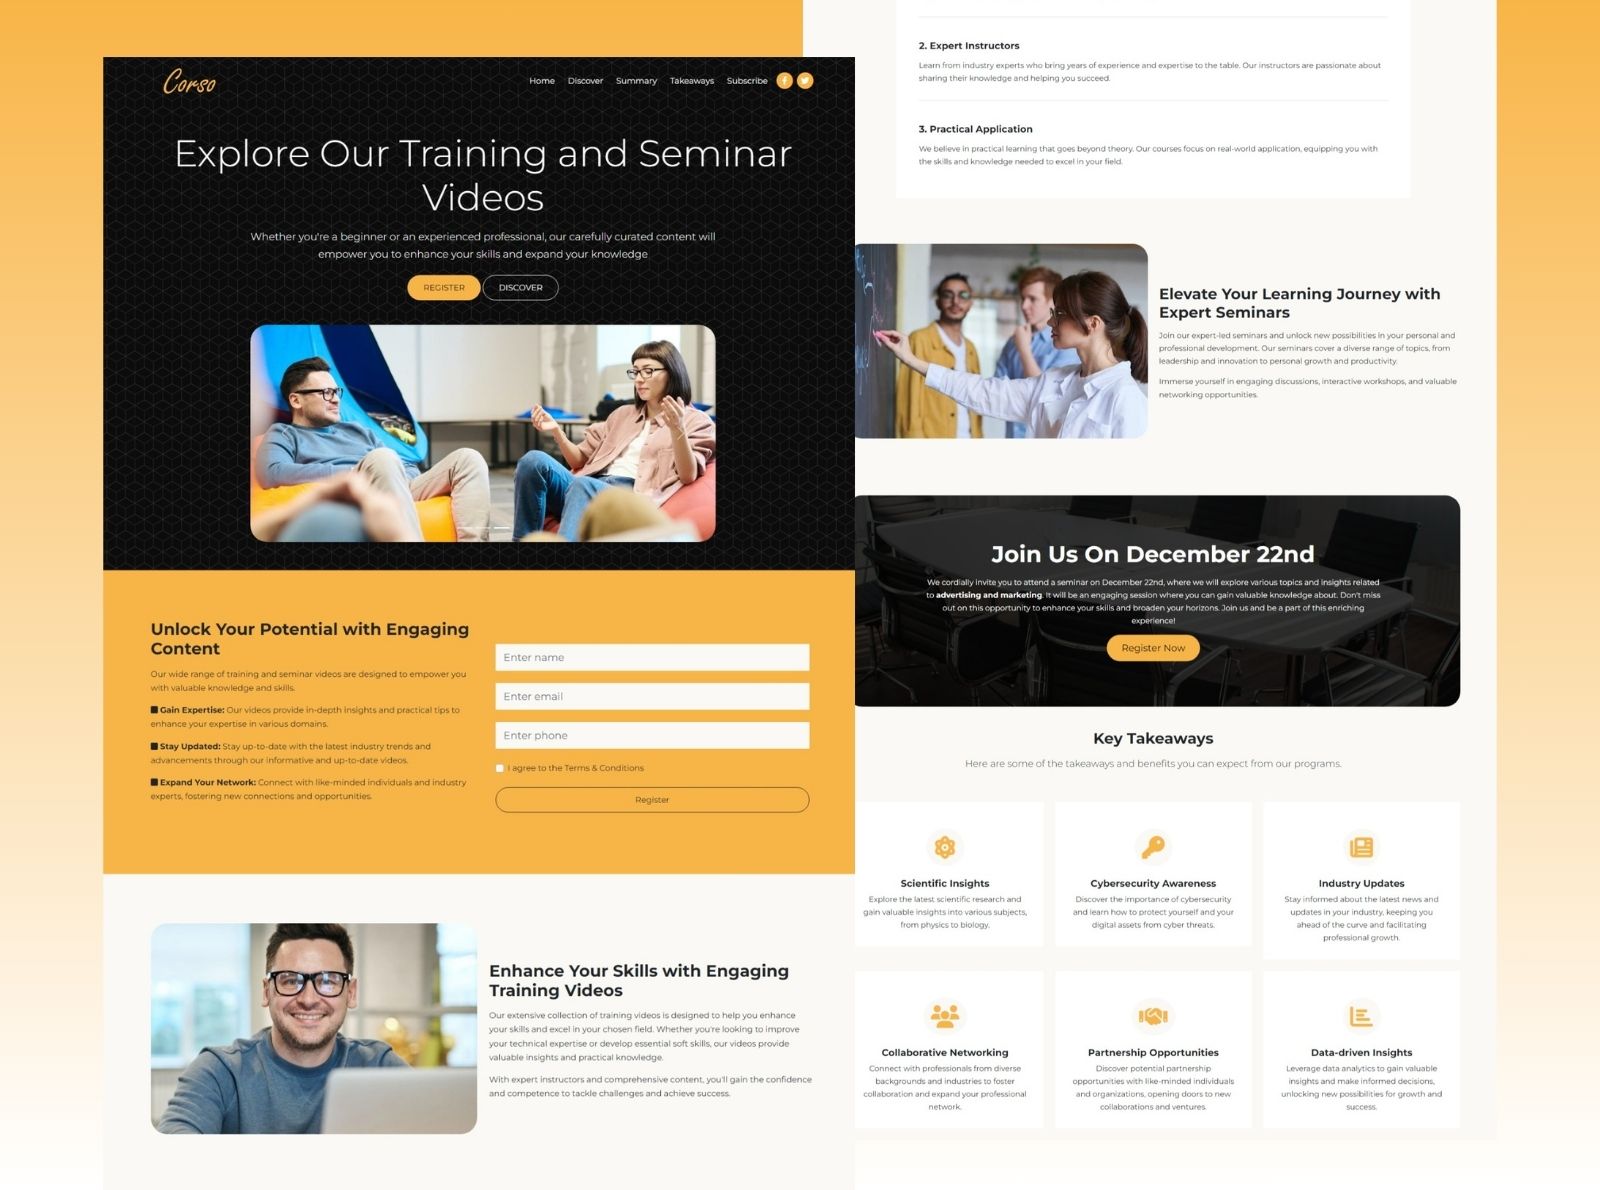 Corso
Home Discover Summary Takeaways Subscribe
Explore Our Training and Seminar
Videos
Whether you're a beginner or an experienced professional, our carefully curated content will
empower you to enhance your skills and expand your knowledge
REGISTER DISCOVER
Unlock Your Potential with Engaging
Content
Our wide range of training and seminar videos are designed to empower you
with valuable knowledge and skills.
Gain Expertise: Our videos provide in-depth insights and practical tips to
enhance your expertise in various domains.
Stay Updated: Stay up-to-date with the latest industry trends and
advancements through our informative and up-to-date videos.
Expand Your Network: Connect with like-minded individuals and industry
experts, fostering new connections and opportunities.
Enter name
Enter email
Enter phone
I agree to the Terms & Conditions
Register
Enhance Your Skills with Engaging
Training Videos
Our extensive collection of training videos is designed to help you enhance
your skills and excel in your chosen field. Whether you're looking to improve
your technical expertise or develop essential soft skills, our videos provide
valuable insights and practical knowledge.
With expert instructors and comprehensive content, you'll gain the confidence
and competence to tackle challenges and achieve success.
2. Expert Instructors
Learn from industry experts who bring years of experience and expertise to the table. Our instructors are passionate about
sharing their knowledge and helping you succeed.
3. Practical Application
We believe in practical learning that goes beyond theory. Our courses focus on real-world application, equipping you with
the skills and knowledge needed to excel in your field.
Elevate Your Learning Journey with
Expert Seminars
Join our expert-led seminars and unlock new possibilities in your personal and
professional development. Our seminars cover a diverse range of topics, from
leadership and innovation to personal growth and productivity.
Immerse yourself in engaging discussions, interactive workshops, and valuable
networking opportunities.
Join Us On December 22nd
We cordially invite you to attend a seminar on December 22nd, where we will explore various topics and insights related
to advertising and marketing. It will be an engaging session where you can gain valuable knowledge about. Don't miss
out on this opportunity to enhance your skills and broaden your horizons. Join us and be a part of this enriching
experience!
Register Now
Key Takeaways
Here are some of the takeaways and benefits you can expect from our programs.
Scientific Insights
Explore the latest scientific research and
gain valuable insights into various subjects,
from physics to biology.
Cybersecurity Awareness
Discover the importance of cybersecurity
and learn how to protect yourself and your
digital assets from cyber threats.
Industry Updates
Stay informed about the latest news and
updates in your industry, keeping you
ahead of the curve and facilitating
professional growth.
Collaborative Networking
Connect with professionals from diverse
backgrounds and industries to foster
collaboration and expand your professional
network.
Partnership Opportunities
Discover potential partnership
opportunities with like-minded individuals
and organizations, opening doors to new
collaborations and ventures.
Data-driven Insights
Leverage data analytics to gain valuable
insights and make informed decisions,
unlocking new possibilities for growth and
success.